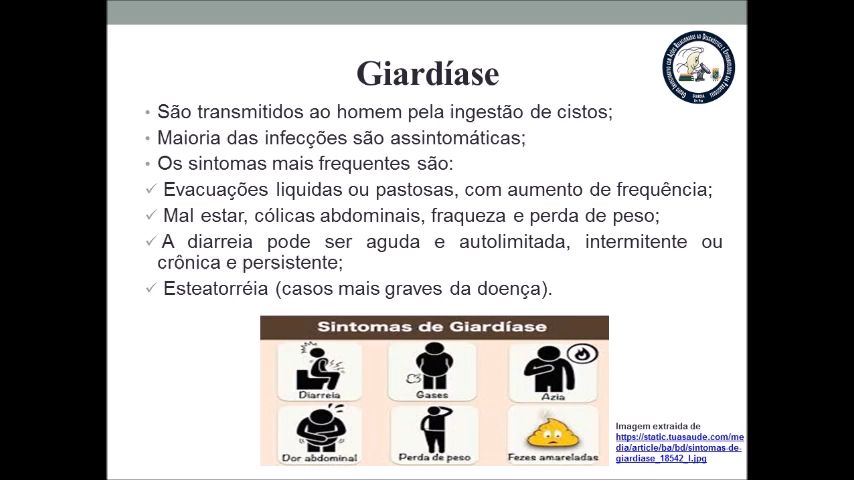 Giardíase
• São transmitidos ao homem pela ingestão de cistos;
• Maioria das infecções são assintomáticas;
• Os sintomas mais frequentes são:
✓ Evacuações liquidas ou pastosas, com aumento de frequência;
✓ Mal estar, cólicas abdominais, fraqueza e perda de peso;
✓ A diarreia pode ser aguda e autolimitada, intermitente ou
crônica e persistente;
✓ Esteatorréia (casos mais graves da doença).
Sintomas de Giardíase
Diarreia
Gases
Azia
Dor abdominal
Perda de peso
Fezes amareladas
Imagem extraida de
https://static.tuasaude.com/me
dia/article/ba/bd/sintomas-de-
giardiase_18542_l.jpg